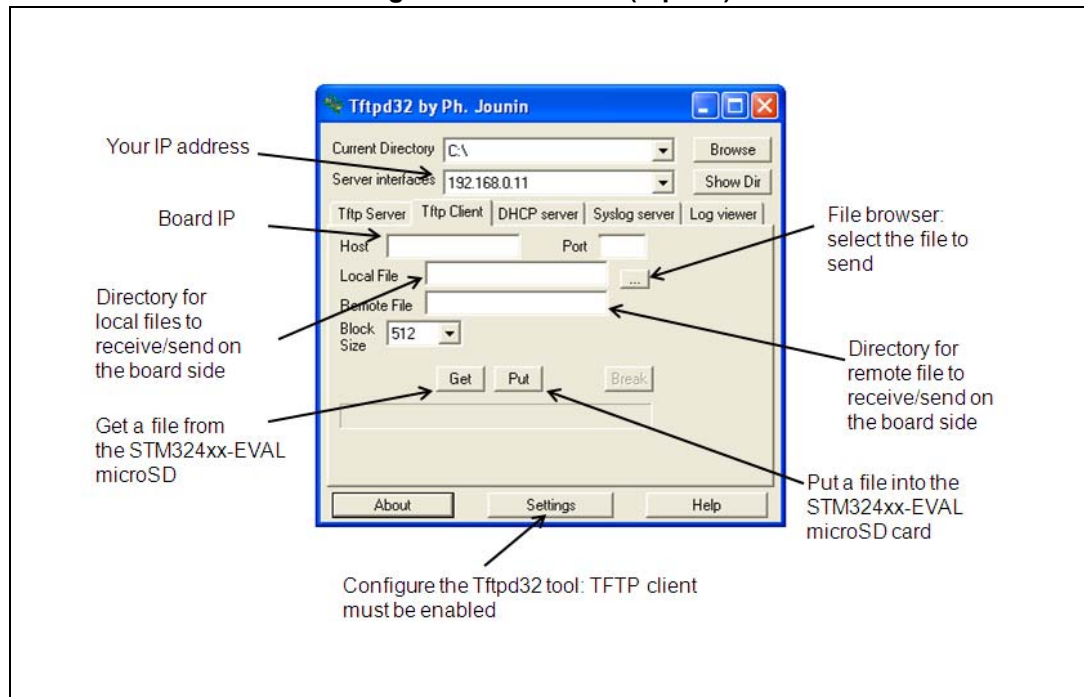 Tftpd32 by Ph. Jounin
Your IP address
Current Directory C:\ Browse
Server interfaces 192.168.0.11 Show Dir
Board IP
Tftp Server Tftp Client DHCP server Syslog server Log viewer
File browser:
select the file to
send
Host Port
Local File ...
Remote File
Block
Size 512
Directory for
local files to
receive/send on
the board side
Directory for
remote file to
receive/send on
the board side
Get Put Break
Get a file from
the STM324xx-EVAL
microSD
Put a file into the
STM324xx-EVAL
microSD card
About Settings Help
Configure the Tftpd32 tool: TFTP client
must be enabled